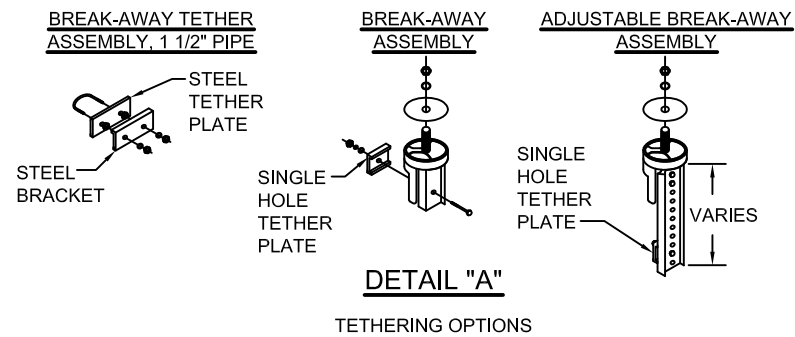 BREAK-AWAY TETHER
ASSEMBLY, 1 1/2" PIPE
STEEL
TETHER
PLATE
STEEL
BRACKET
BREAK-AWAY
ASSEMBLY
SINGLE
HOLE
TETHER
PLATE
ADJUSTABLE BREAK-AWAY
ASSEMBLY
SINGLE
HOLE
TETHER
PLATE
VARIES
DETAIL "A"
TETHERING OPTIONS